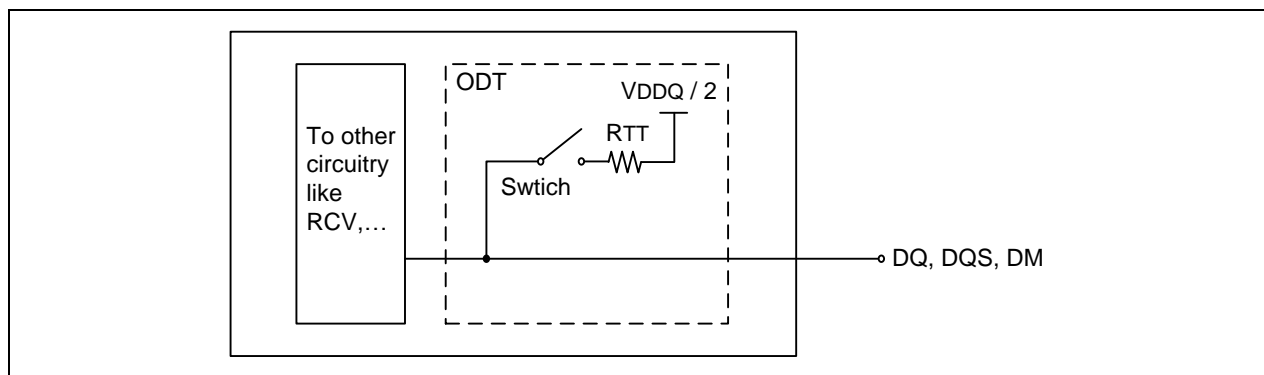 ODT
VDDQ / 2
RTT
Swtich
To other
circuitry
like
RCV,...
DQ, DQS, DM